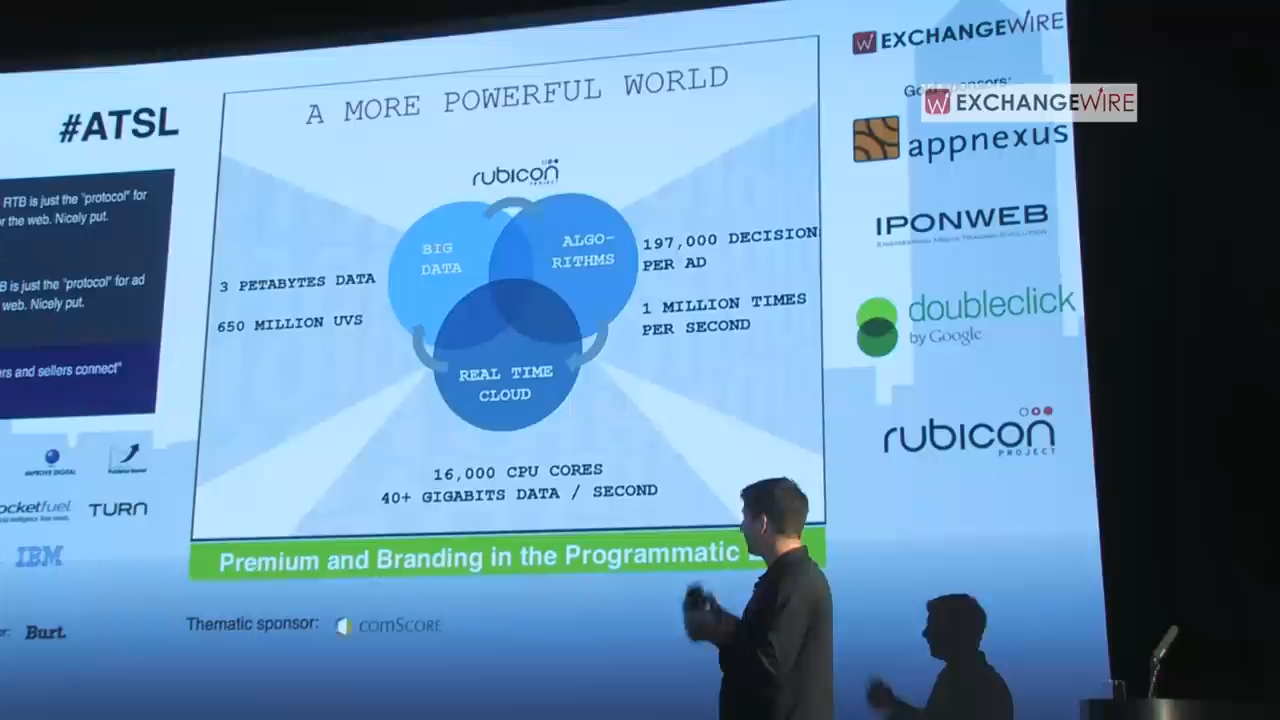 #ATSL
RTB is just the "protocol" for
the web. Nicely put.
is just the "protocol" for ad
web. Nicely put.
and sellers connect"
IMPROVE DIGITAL
rocketfuel
TURN
IBM
Burt.
A MORE POWERFUL WORLD
rubicon
PROJECT
BIG
DATA
ALGO-
RITHMS
REAL TIME
CLOUD
3 PETABYTES DATA
650 MILLION UVS
197,000 DECISION
PER AD
1 MILLION TIMES
PER SECOND
16,000 CPU CORES
40+ GIGABITS DATA / SECOND
Premium and Branding in the Programmatic
Thematic sponsor:
COMSCORE
EXCHANGEWIRE
EXCHANGEWIRE
appnexus
IPONWEB
doubleclick
by Google
rubicon
PROJECT